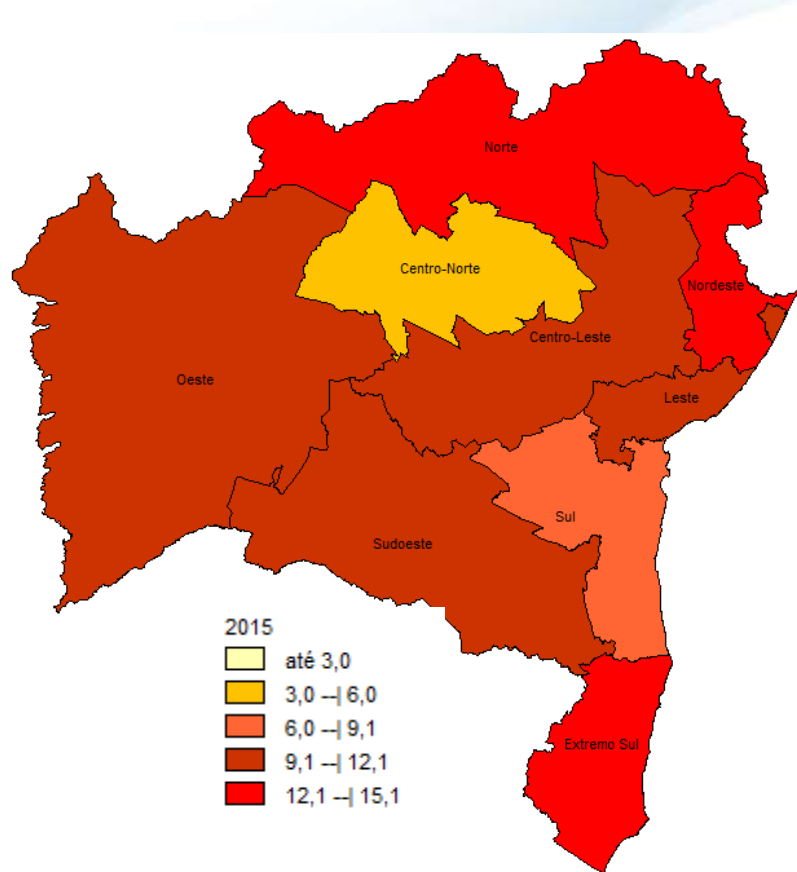 Norte
Centro-Norte
Nordeste
Centro-Leste
Oeste
Leste
Sul
Sudoeste
2015
até 3,0
3,0 --| 6,0
6,0 --| 9,1
9,1 --| 12,1
12,1 --| 15,1
Extremo Sul